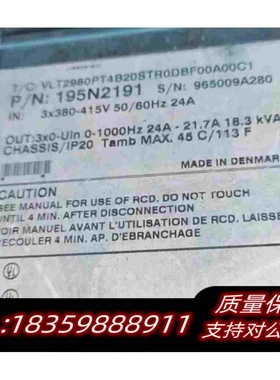 T/C: VLT2980PT4B20STR0DBF00A00C1
P/N: 195N2191 S/N: 965009A280
IN: 3x380-415V 50/60Hz 24A
OUT: 3x0-UIn 0-1000Hz 24A - 21.7A 18.3 kVA
CHASSIS/IP20 Tamb MAX. 45 C/113 F
MADE IN DENMARK
SEE MANUAL FOR USE OF RCD. DO NOT TOUCH
UNTIL 4 MIN. AFTER DISCONNECTION
VOIR MANUEL AVANT L'UTILISATION DE RCD. LAISSER
ECOULER 4 MIN. AP. D'EBRANCHAGE
:18359888911
质量保
支持对公